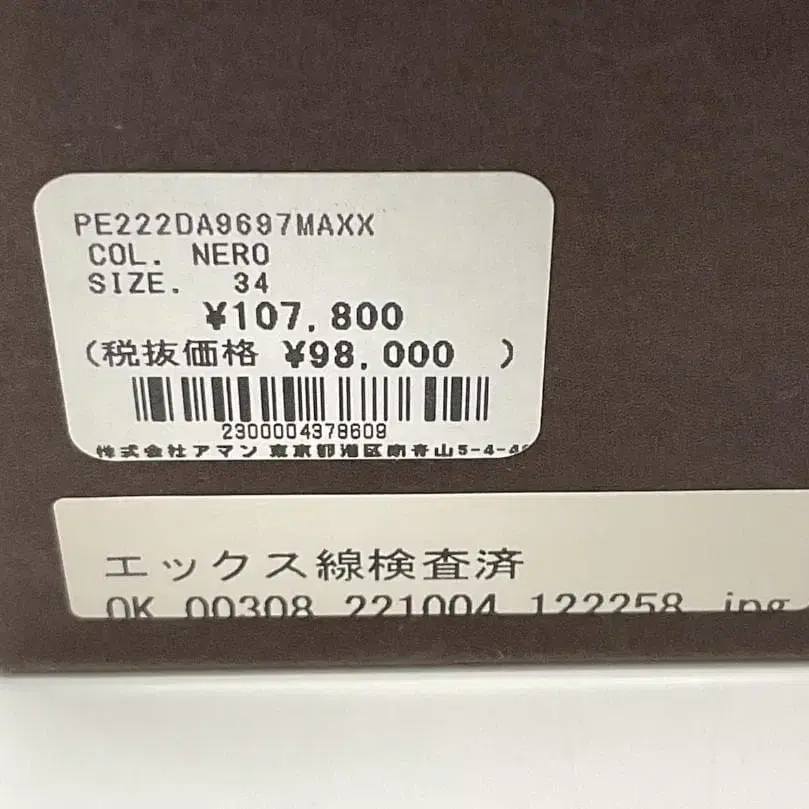 PE222DA9697MAXX
COL. NERO
SIZE. 34
¥107,800
(税抜価格 ¥98,000 )
2300004378609
株式会社アマン 東京都港区南青山5-4-4
エックス線検査済
OK 00308 221004 122258 .jpg